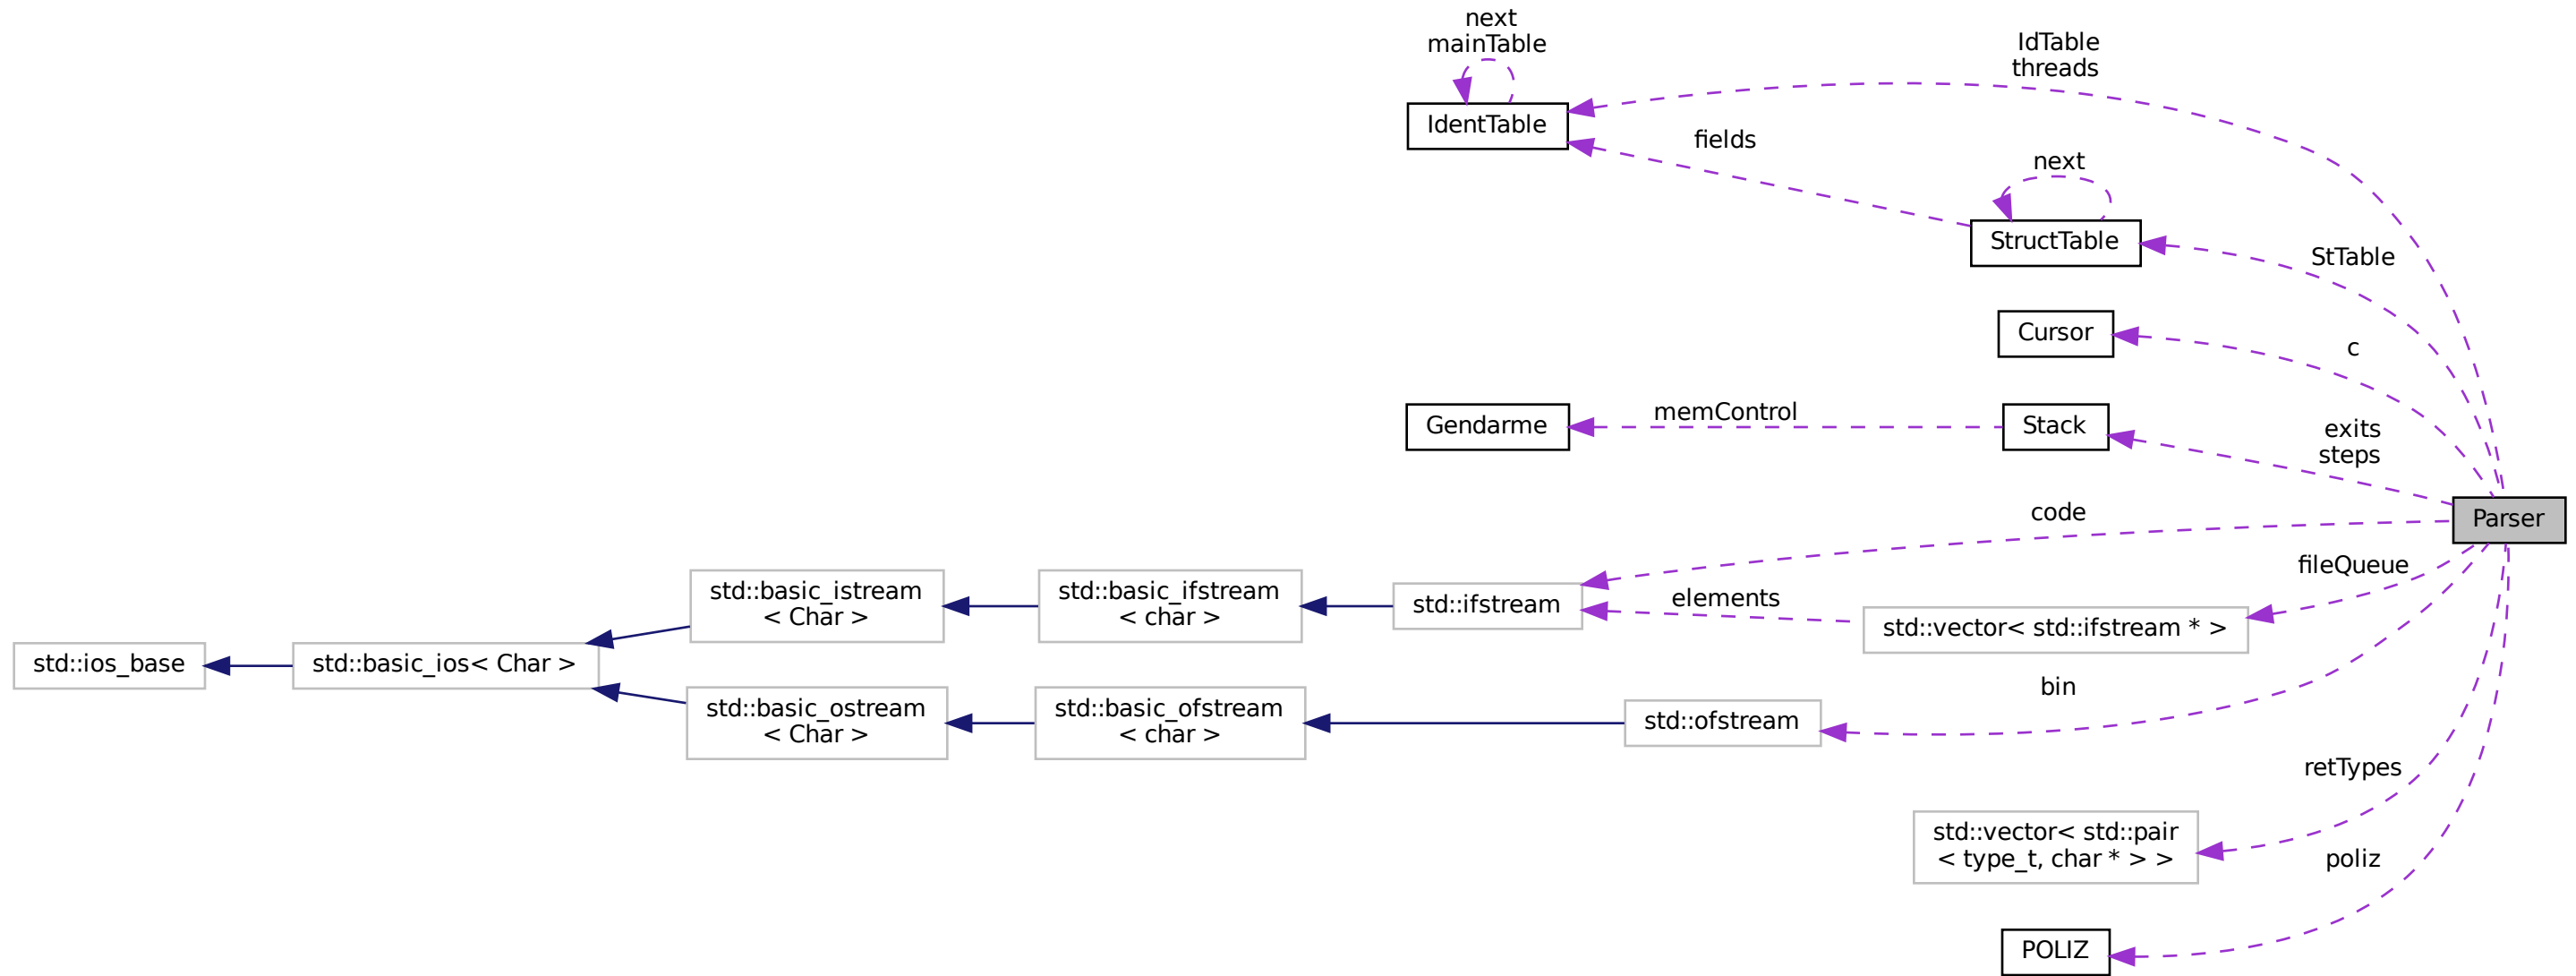 next
mainTable
IdTable
threads
IdentTable
fields
next
StructTable
StTable
Cursor
c
Gendarme
memControl
Stack
exits
steps
Parser
code
fileQueue
std::basic_istream
< Char >
std::basic_ifstream
< char >
std::ifstream
elements
std::vector< std::ifstream * >
std::ios_base
std::basic_ios< Char >
bin
std::basic_ostream
< Char >
std::basic_ofstream
< char >
std::ofstream
retTypes
std::vector< std::pair
< type_t, char * > >
poliz
POLIZ